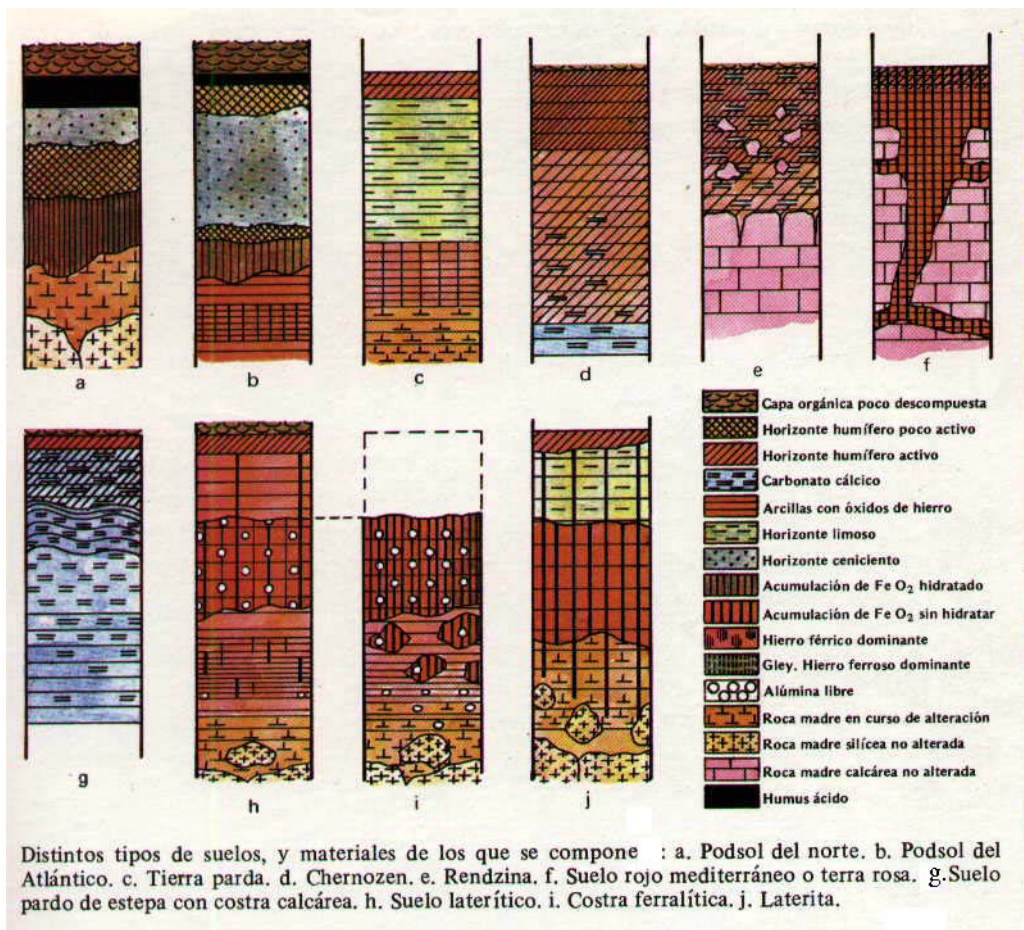 a
b
c
d
e
f
Capa orgánica poco descompuesta
Horizonte humífero poco activo
Horizonte humífero activo
Carbonato cálcico
Arcillas con óxidos de hierro
Horizonte limoso
Horizonte ceniciento
Acumulación de Fe O₂ hidratado
Acumulación de Fe O₂ sin hidratar
Hierro férrico dominante
Gley. Hierro ferroso dominante
Alúmina libre
Roca madre en curso de alteración
Roca madre silícea no alterada
Roca madre calcárea no alterada
Humus ácido
g
h
i
j
Distintos tipos de suelos, y materiales de los que se compone : a. Podsol del norte. b. Podsol del
Atlántico. c. Tierra parda. d. Chernozen. e. Rendzina. f. Suelo rojo mediterráneo o terra rosa. g.Suelo
pardo de estepa con costra calcárea. h. Suelo laterítico. i. Costra ferralítica. j. Laterita.